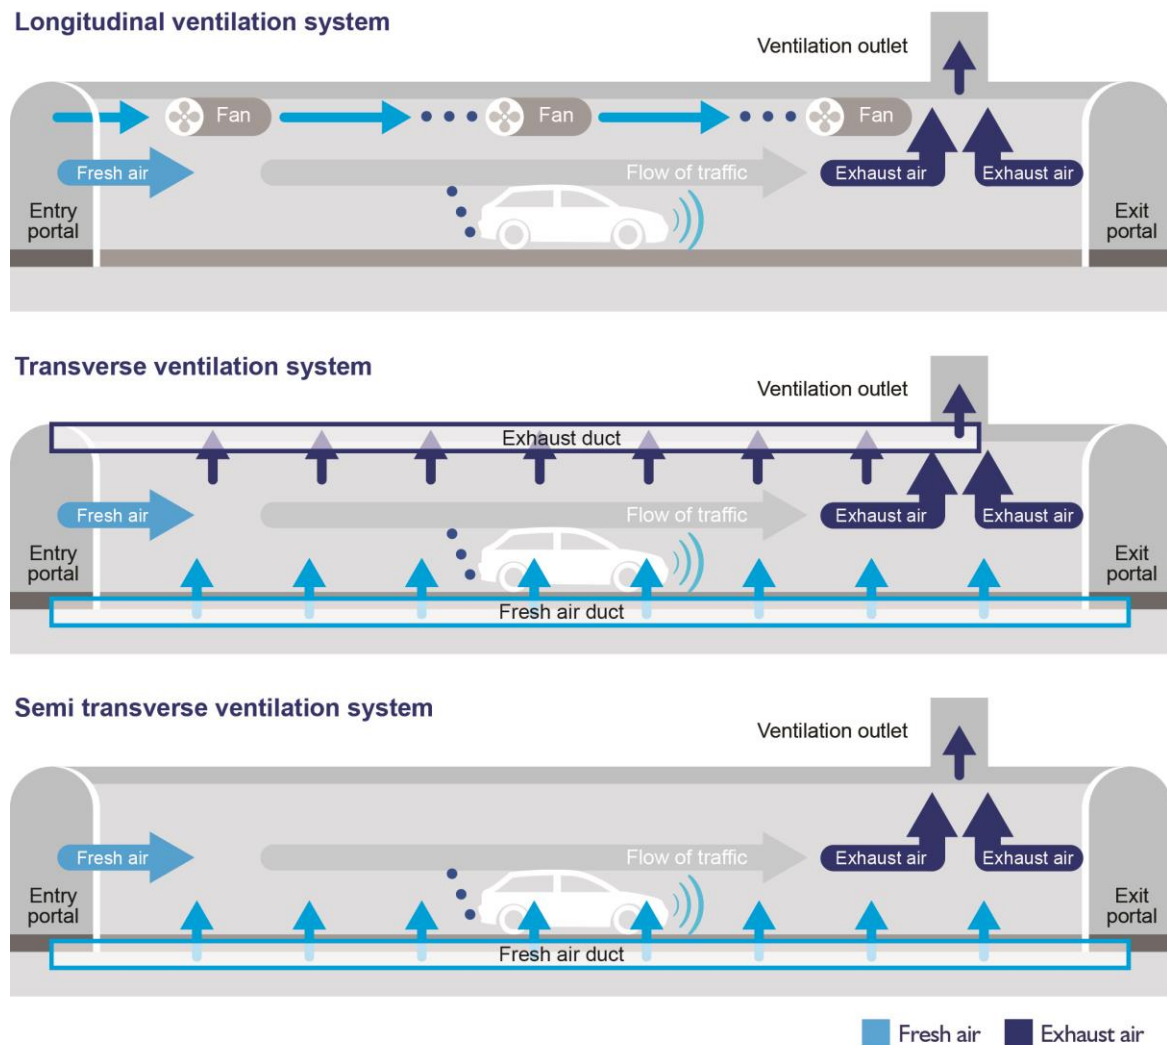 Longitudinal ventilation system
Ventilation outlet
Fan
Fan
Fan
Fresh air
Flow of traffic
Exhaust air
Exhaust air
Entry
portal
Exit
portal
Transverse ventilation system
Ventilation outlet
Exhaust duct
Fresh air
Flow of traffic
Exhaust air
Exhaust air
Entry
portal
Exit
portal
Fresh air duct
Semi transverse ventilation system
Ventilation outlet
Fresh air
Flow of traffic
Exhaust air
Exhaust air
Entry
portal
Exit
portal
Fresh air duct
Fresh air
Exhaust air